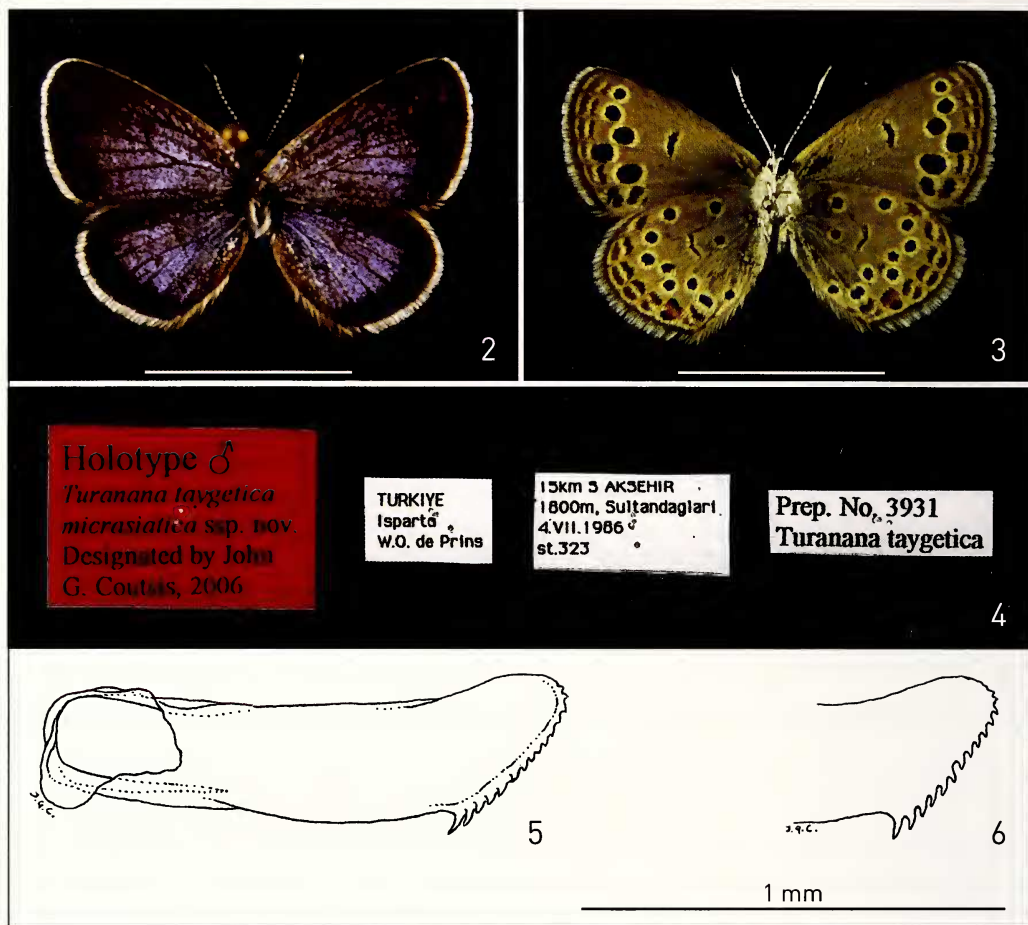 2
3
Holotype ♂
Turanana taygetica
micrasiatica ssp. nov.
Designated by John
G. Coutsis, 2006
TURKIYE
Isparta
W.O. de Prins
15km S AKSEHIR
1800m, Sultandaglari
4.VII.1986
st.323
Prep. No. 3931
Turanana taygetica
4
J.G.C.
5
J.G.C.
6
1 mm